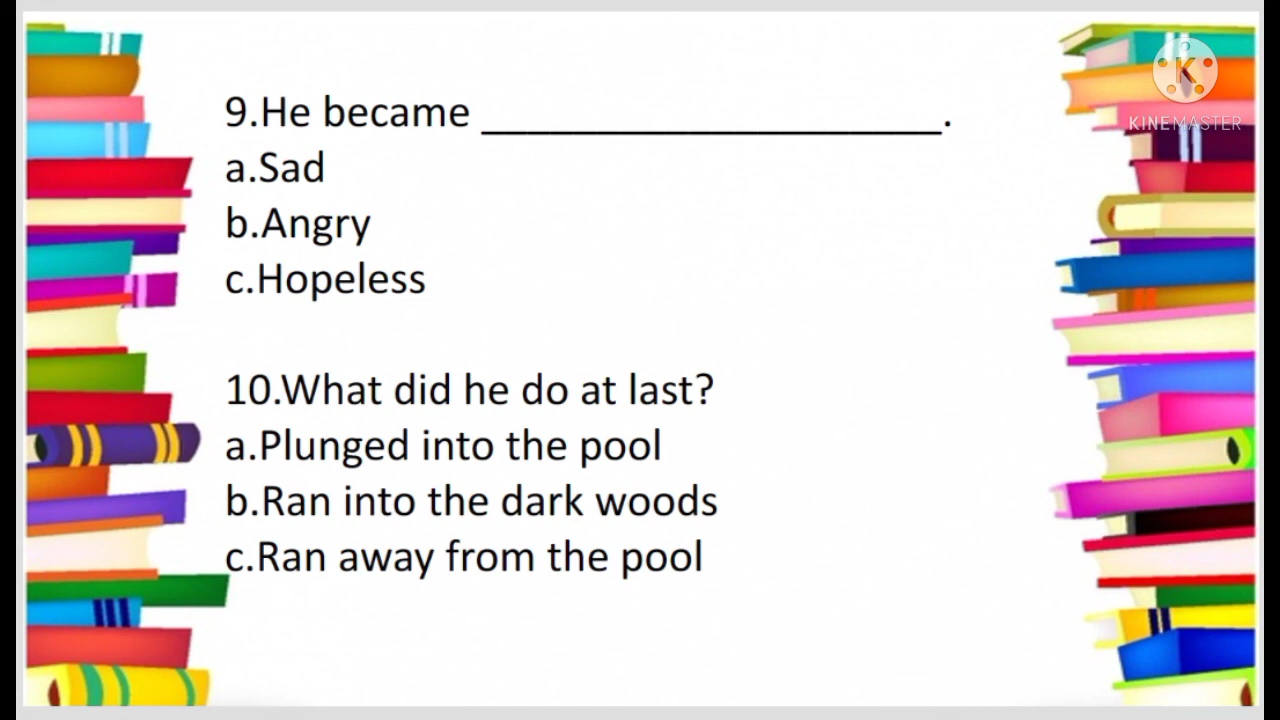 9.He became ____________________.
a.Sad
b.Angry
c.Hopeless
10.What did he do at last?
a.Plunged into the pool
b.Ran into the dark woods
c.Ran away from the pool
K
KINEMASTER